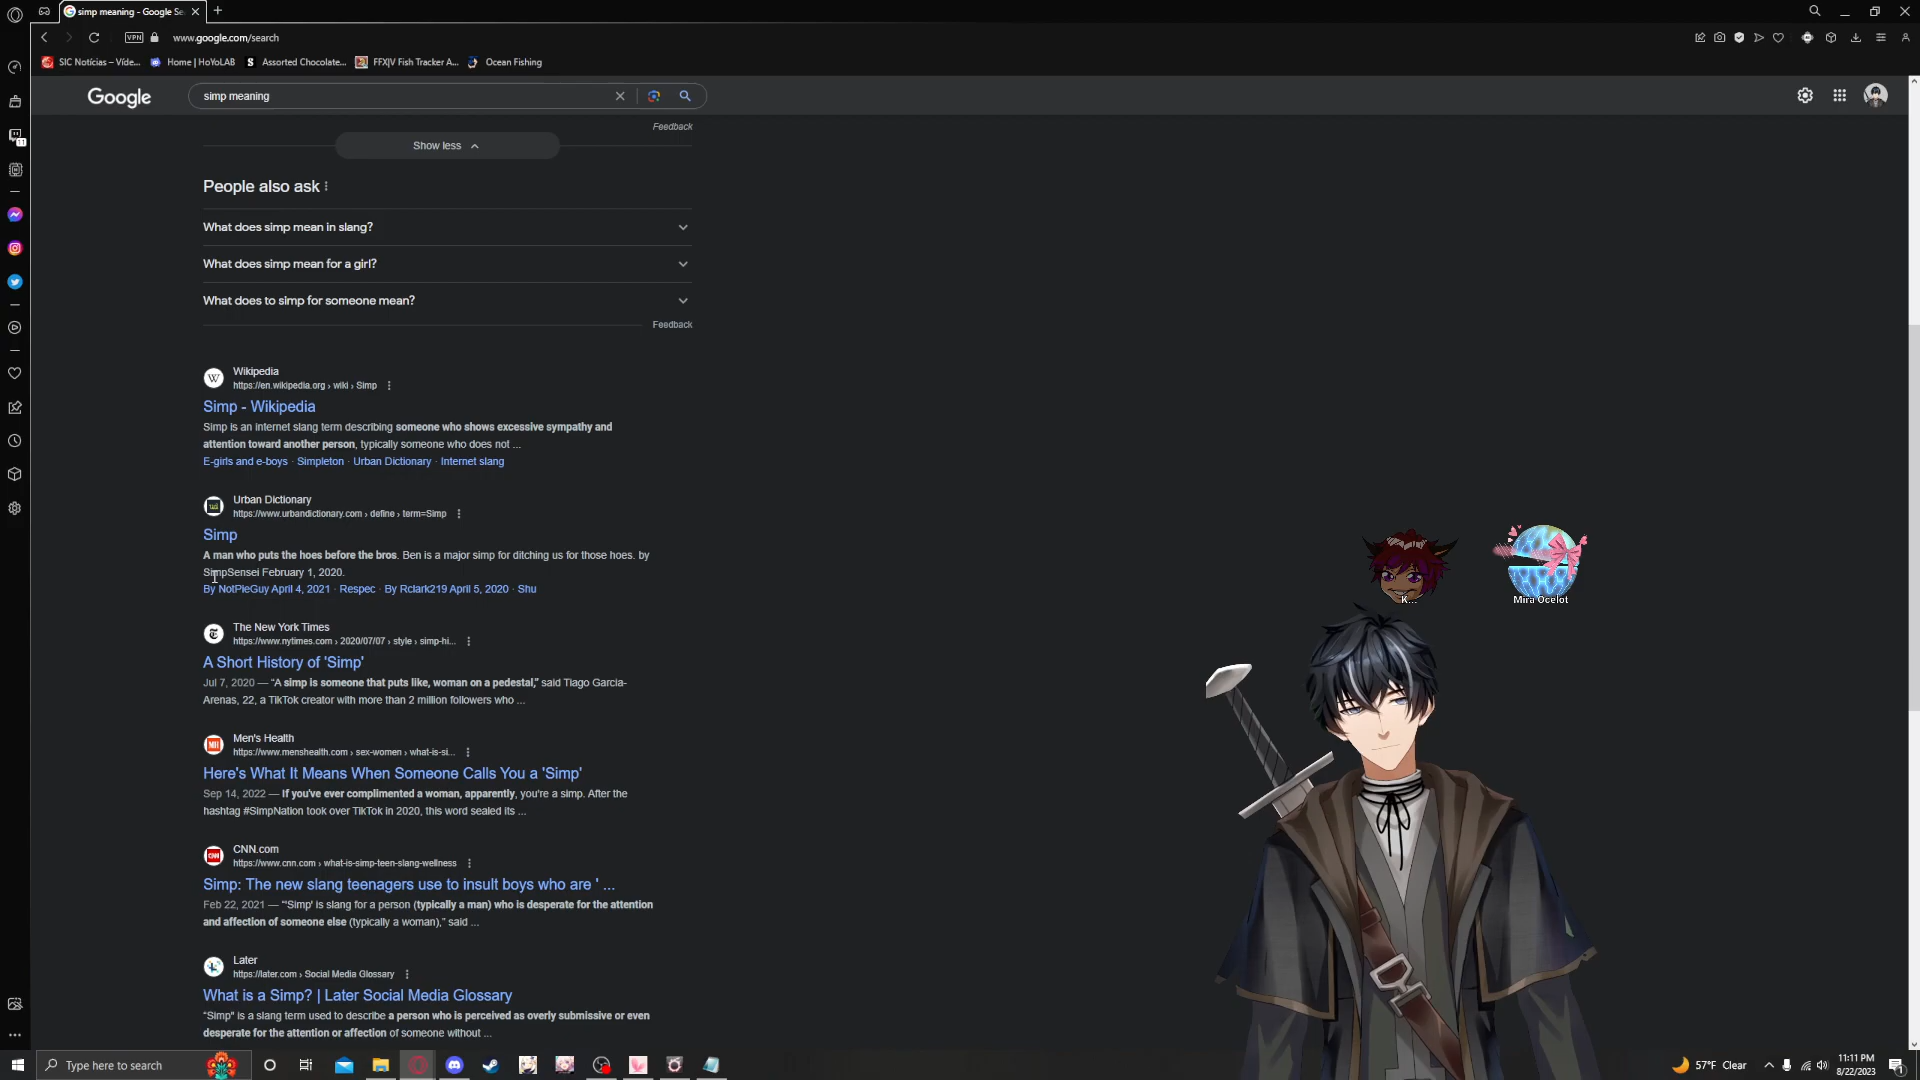 simp meaning - Google Se
www.google.com/search
VPN
SIC Notícias – Víde...
Home | HoYoLAB
Assorted Chocolate...
FFX|V Fish Tracker A...
Ocean Fishing
Google
simp meaning
11
Feedback
Show less
People also ask
What does simp mean in slang?
What does simp mean for a girl?
What does to simp for someone mean?
Feedback
Wikipedia
https://en.wikipedia.org › wiki › Simp
Simp - Wikipedia
Simp is an internet slang term describing someone who shows excessive sympathy and
attention toward another person, typically someone who does not ...
E-girls and e-boys · Simpleton · Urban Dictionary · Internet slang
Urban Dictionary
https://www.urbandictionary.com › define › term=Simp
Simp
A man who puts the hoes before the bros. Ben is a major simp for ditching us for those hoes. by
SimpSensei February 1, 2020.
By NotPieGuy April 4, 2021 · Respec · By Rclark219 April 5, 2020 · Shu
The New York Times
https://www.nytimes.com › 2020/07/07 › style › simp-hi...
A Short History of 'Simp'
Jul 7, 2020 — “A simp is someone that puts like, woman on a pedestal,” said Tiago Garcia-
Arenas, 22, a TikTok creator with more than 2 million followers who ...
Men's Health
https://www.menshealth.com › sex-women › what-is-si...
Here's What It Means When Someone Calls You a 'Simp'
Sep 14, 2022 — If you've ever complimented a woman, apparently, you're a simp. After the
hashtag #SimpNation took over TikTok in 2020, this word sealed its ...
CNN.com
https://www.cnn.com › what-is-simp-teen-slang-wellness
Simp: The new slang teenagers use to insult boys who are ' ...
Feb 22, 2021 — “'Simp' is slang for a person (typically a man) who is desperate for the attention
and affection of someone else (typically a woman),” said ...
Later
https://later.com › Social Media Glossary
What is a Simp? | Later Social Media Glossary
“Simp” is a slang term used to describe a person who is perceived as overly submissive or even
desperate for the attention or affection of someone without ...
K...
Mira Ocelot
Type here to search
57°F Clear
11:11 PM
8/22/2023
1